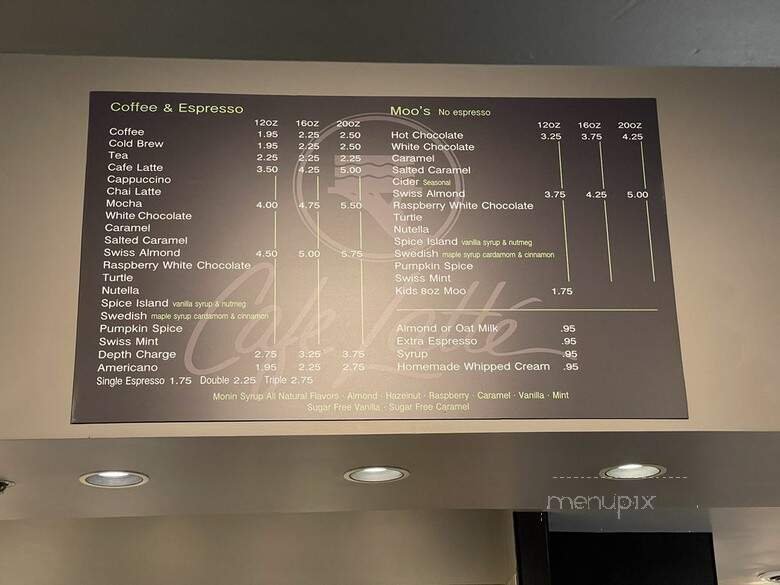 Coffee & Espresso
12oz 16oz 20oz
Coffee 1.95 2.25 2.50
Cold Brew 1.95 2.25 2.50
Tea 2.25 2.25 2.25
Cafe Latte 3.50 4.25 5.00
Cappuccino
Chai Latte
Mocha 4.00 4.75 5.50
White Chocolate
Caramel
Salted Caramel
Swiss Almond 4.50 5.00 5.75
Raspberry White Chocolate
Turtle
Nutella
Spice Island vanilla syrup & nutmeg
Swedish maple syrup cardamom & cinnamon
Pumpkin Spice
Swiss Mint
Depth Charge 2.75 3.25 3.75
Americano 1.95 2.25 2.75
Single Espresso 1.75 Double 2.25 Triple 2.75
Moo's No espresso
12oz 16oz 20oz
Hot Chocolate 3.25 3.75 4.25
White Chocolate
Caramel
Salted Caramel
Cider Seasonal
Swiss Almond 3.75 4.25 5.00
Raspberry White Chocolate
Turtle
Nutella
Spice Island vanilla syrup & nutmeg
Swedish maple syrup cardamom & cinnamon
Pumpkin Spice
Swiss Mint
Kids 8oz Moo 1.75
Almond or Oat Milk .95
Extra Espresso .95
Syrup .95
Homemade Whipped Cream .95
Monin Syrup All Natural Flavors · Almond · Hazelnut · Raspberry · Caramel · Vanilla · Mint
Sugar Free Vanilla · Sugar Free Caramel
Cafe Latté
menupix